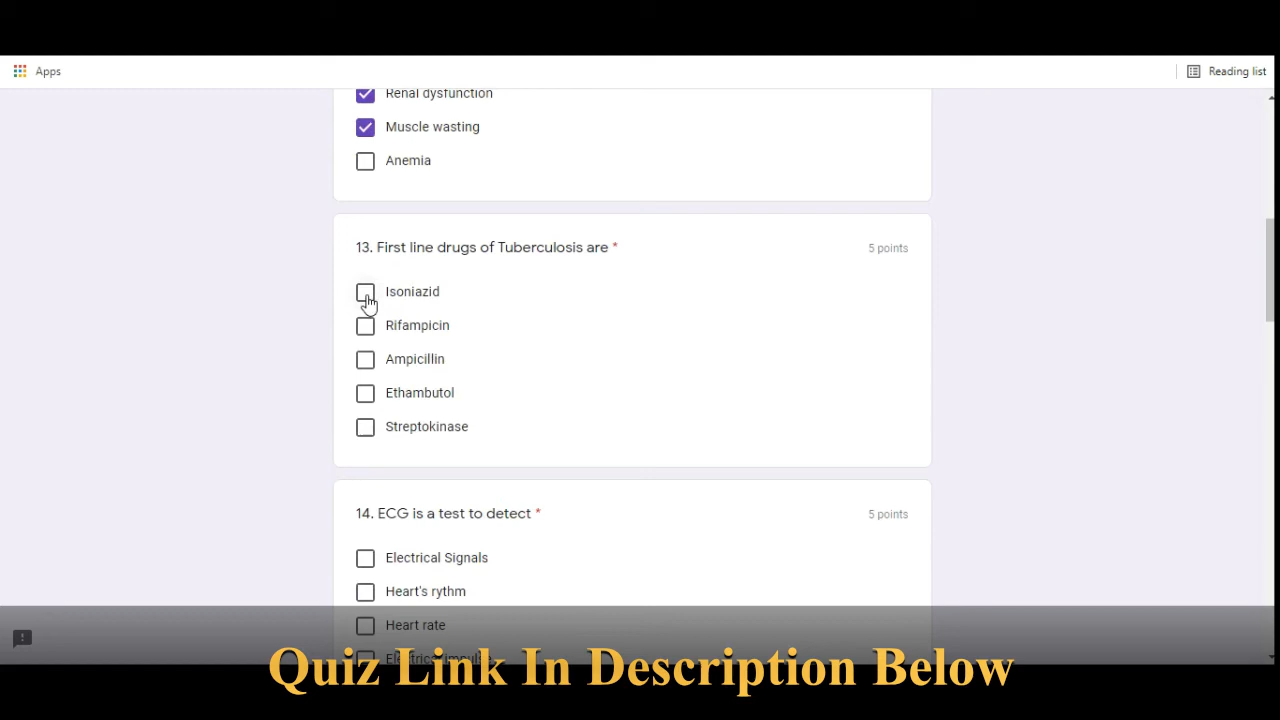 Apps
Reading list
Renal dysfunction
Muscle wasting
Anemia
13. First line drugs of Tuberculosis are *
5 points
Isoniazid
Rifampicin
Ampicillin
Ethambutol
Streptokinase
14. ECG is a test to detect *
5 points
Electrical Signals
Heart's rythm
Heart rate
Electrical Impulse
Quiz Link In Description Below